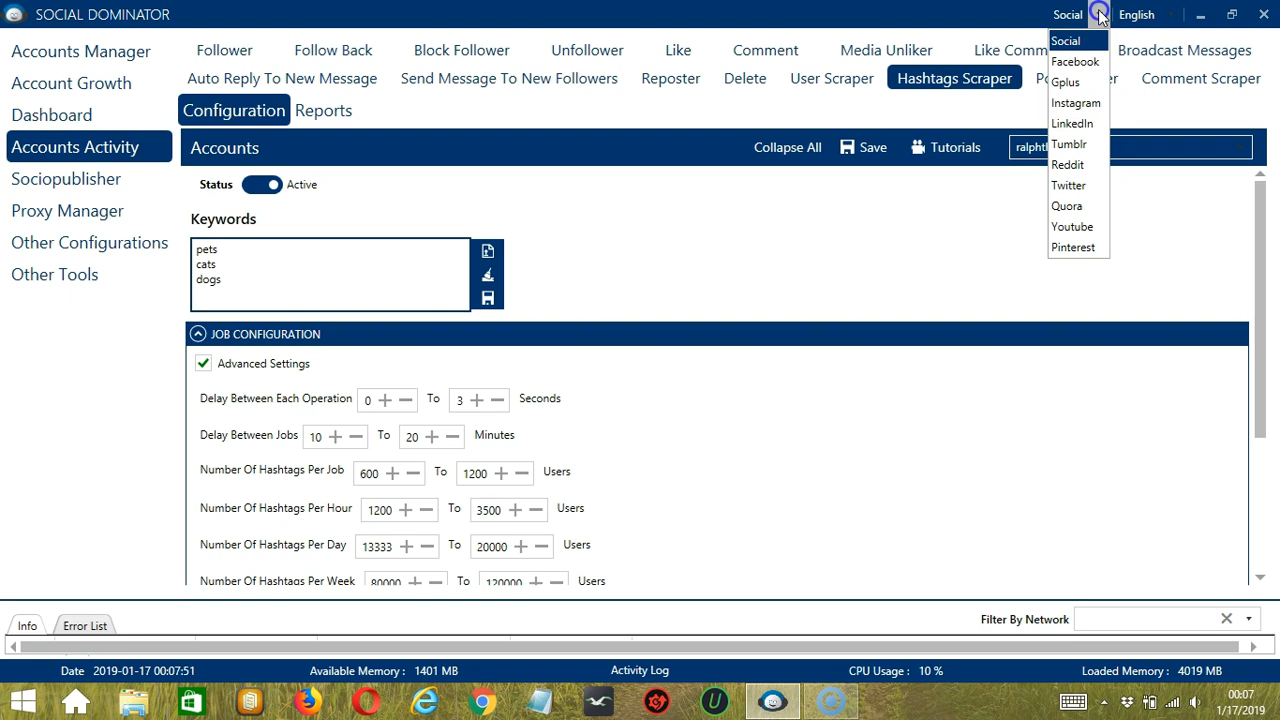 SOCIAL DOMINATOR
Social English
Social
Facebook
Gplus
Instagram
LinkedIn
Tumblr
Reddit
Twitter
Quora
Youtube
Pinterest
Accounts Manager
Account Growth
Dashboard
Accounts Activity
Sociopublisher
Proxy Manager
Other Configurations
Other Tools
Follower Follow Back Block Follower Unfollower Like Comment Media Unliker Like Broadcast Messages
Auto Reply To New Message Send Message To New Followers Reposter Delete User Scraper Hashtags Scraper Comment Scraper
Configuration Reports
Accounts Collapse All Save Tutorials
Status Active
Keywords
pets
cats
dogs
JOB CONFIGURATION
Advanced Settings
Delay Between Each Operation 0 + − To 3 + − Seconds
Delay Between Jobs 10 + − To 20 + − Minutes
Number Of Hashtags Per Job 600 + − To 1200 + − Users
Number Of Hashtags Per Hour 1200 + − To 3500 + − Users
Number Of Hashtags Per Day 13333 + − To 20000 + − Users
Number Of Hashtags Per Week 80000 + − To 120000 + − Users
Info Error List Filter By Network
Date 2019-01-17 00:07:51 Available Memory : 1401 MB Activity Log CPU Usage : 10 % Loaded Memory : 4019 MB
00:07
1/17/2019